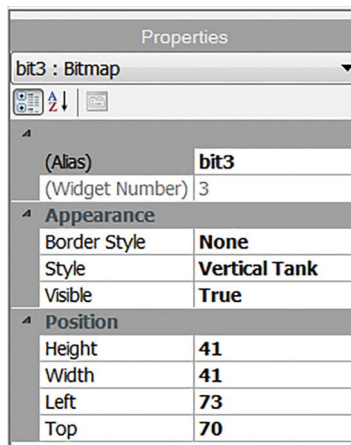 Properties
bit3 : Bitmap
A
Z
(Alias) bit3
(Widget Number) 3
Appearance
Border Style None
Style Vertical Tank
Visible True
Position
Height 41
Width 41
Left 73
Top 70